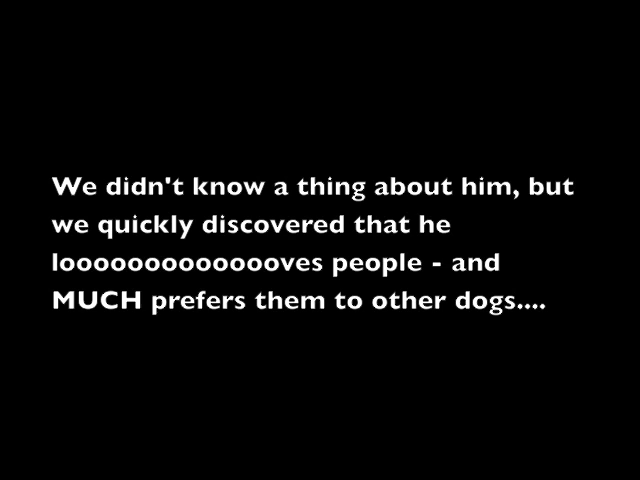 We didn't know a thing about him, but
we quickly discovered that he
looooooooooooooves people - and
MUCH prefers them to other dogs....